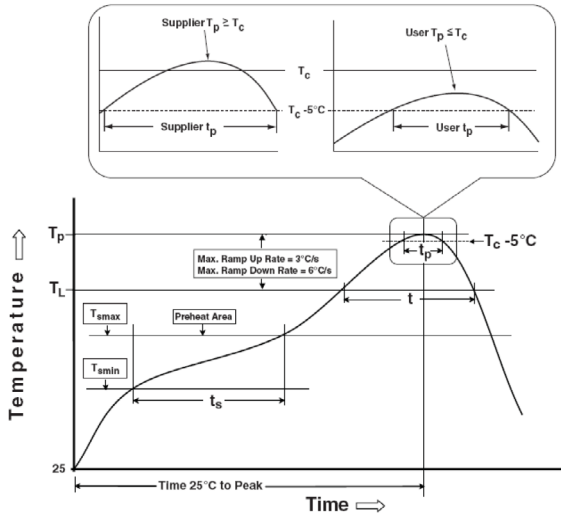 Supplier Tp ≥ Tc
User Tp ≤ Tc
Tc
Tc -5°C
Supplier tp
User tp
Tp
Tc -5°C
tp
Max. Ramp Up Rate = 3°C/s
Max. Ramp Down Rate = 6°C/s
TL
t
Tsmax
Preheat Area
Tsmin
ts
Temperature
25
Time 25°C to Peak
Time